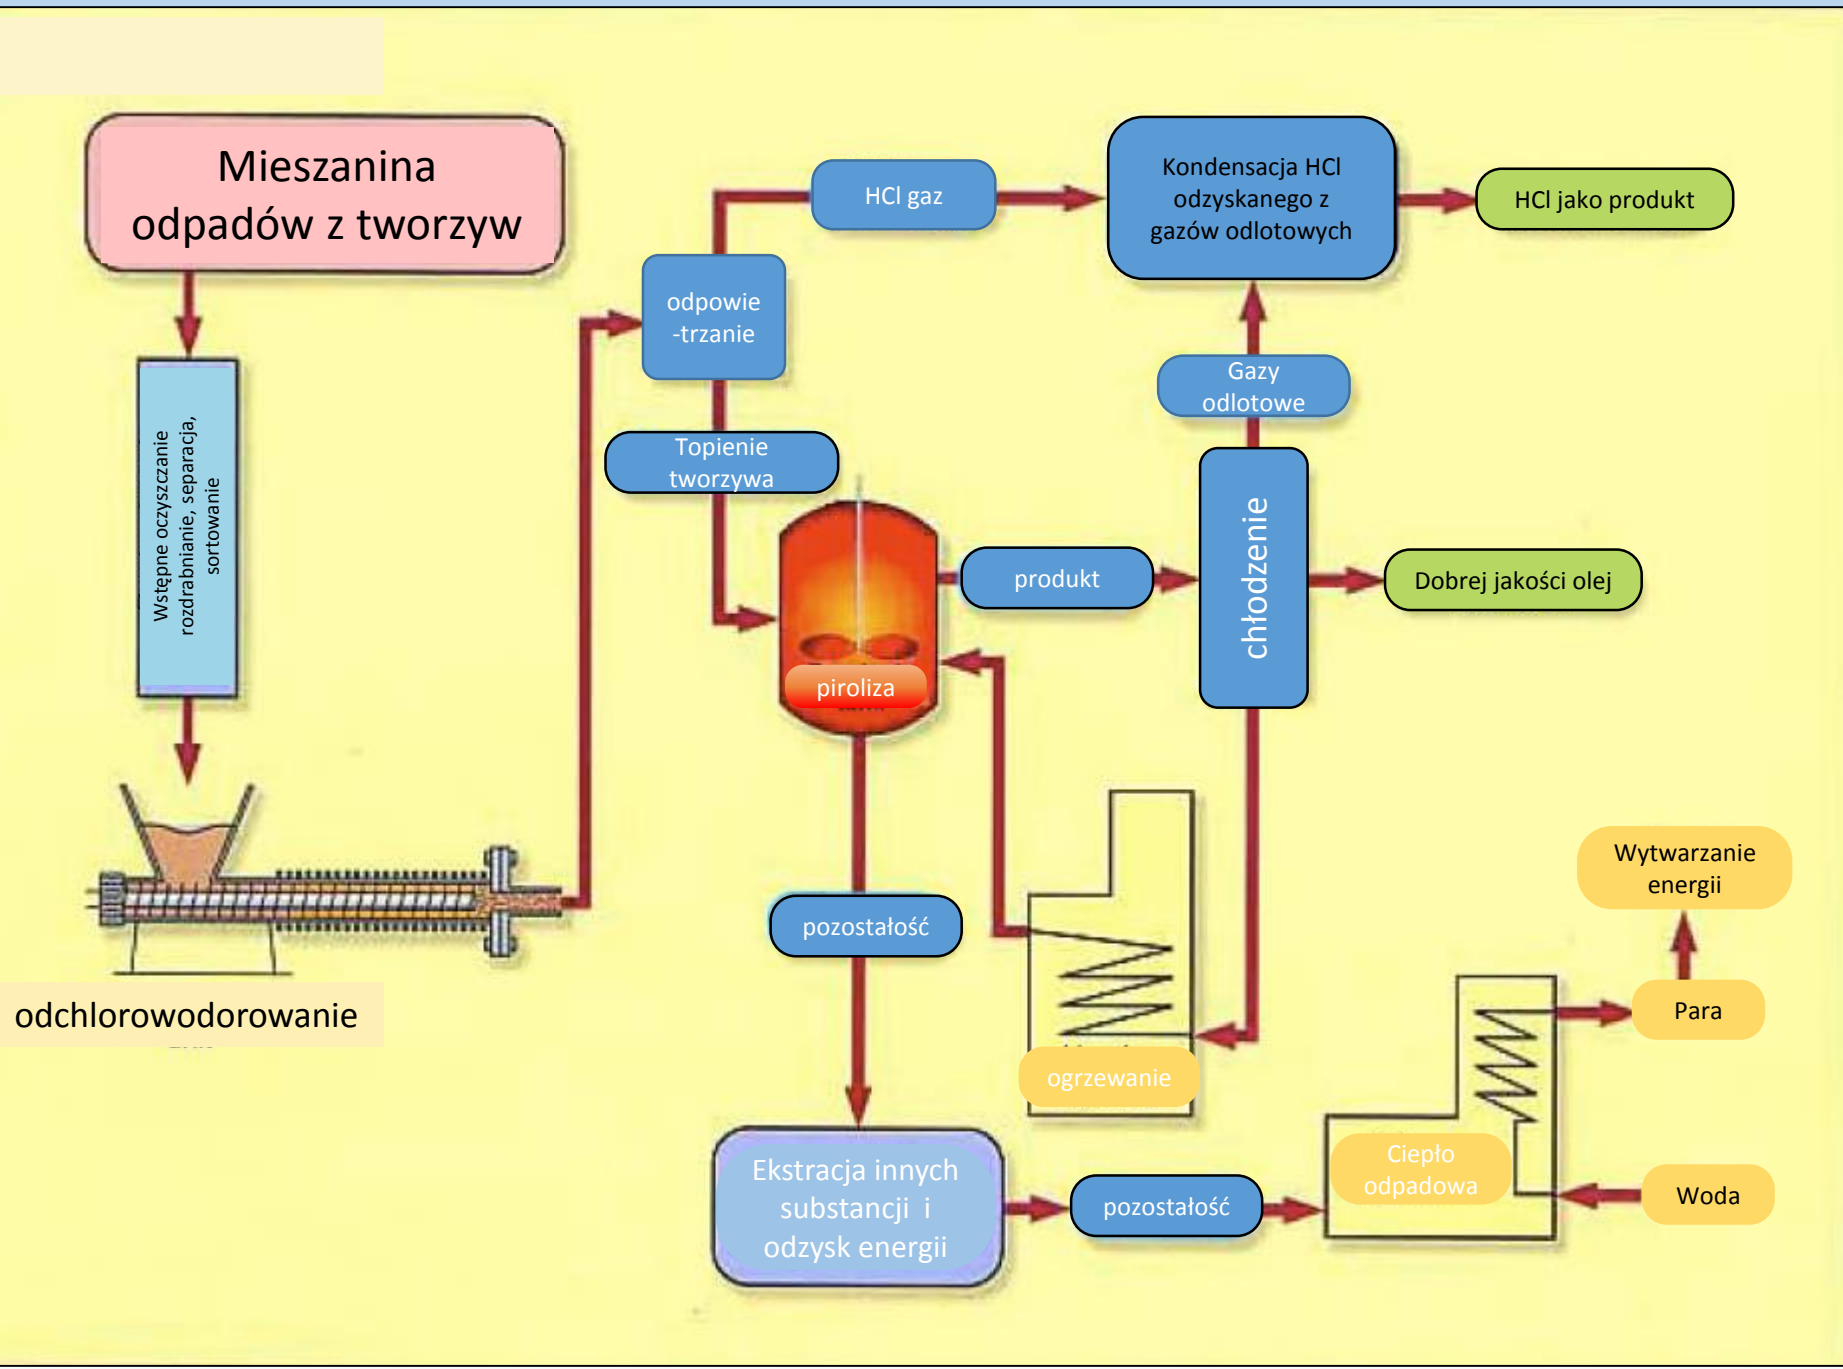 Mieszanina
odpadów z tworzyw
Wstępne oczyszczanie
rozdrabnianie, separacja,
sortowanie
odchlorowodorowanie
odpowie
-trzanie
HCl gaz
Kondensacja HCl
odzyskanego z
gazów odlotowych
HCl jako produkt
Gazy
odlotowe
Topienie
tworzywa
piroliza
produkt
chłodzenie
Dobrej jakości olej
pozostałość
ogrzewanie
Ekstracja innych
substancji i
odzysk energii
pozostałość
Ciepło
odpadowa
Wytwarzanie
energii
Para
Woda